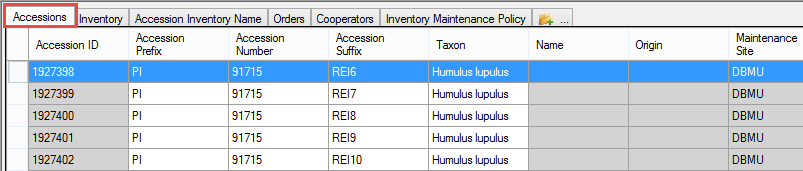 Accessions Inventory Accession Inventory Name Orders Cooperators Inventory Maintenance Policy ...
Accession ID Accession Prefix Accession Number Accession Suffix Taxon Name Origin Maintenance Site
1927398 PI 91715 REI6 Humulus lupulus DBMU
1927399 PI 91715 REI7 Humulus lupulus DBMU
1927400 PI 91715 REI8 Humulus lupulus DBMU
1927401 PI 91715 REI9 Humulus lupulus DBMU
1927402 PI 91715 REI10 Humulus lupulus DBMU